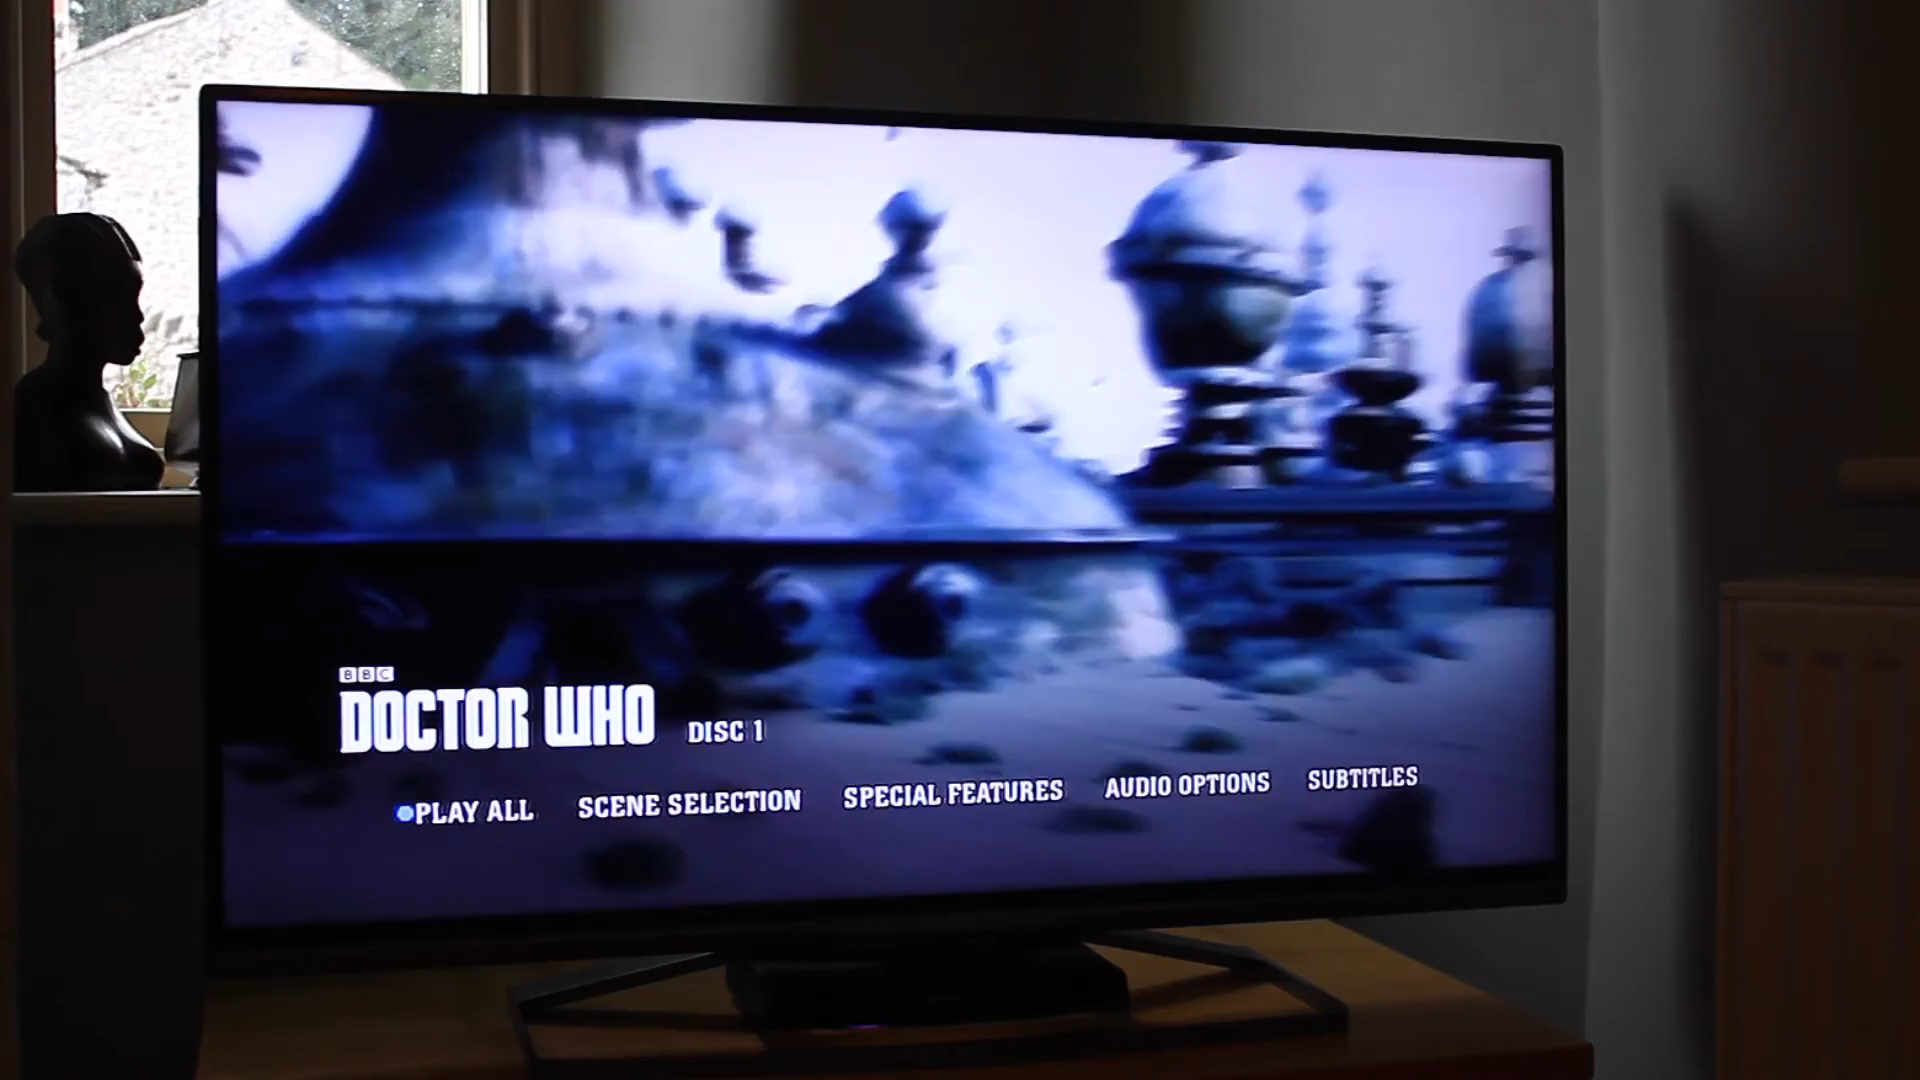 BBC
DOCTOR WHO DISC 1
PLAY ALL SCENE SELECTION SPECIAL FEATURES AUDIO OPTIONS SUBTITLES